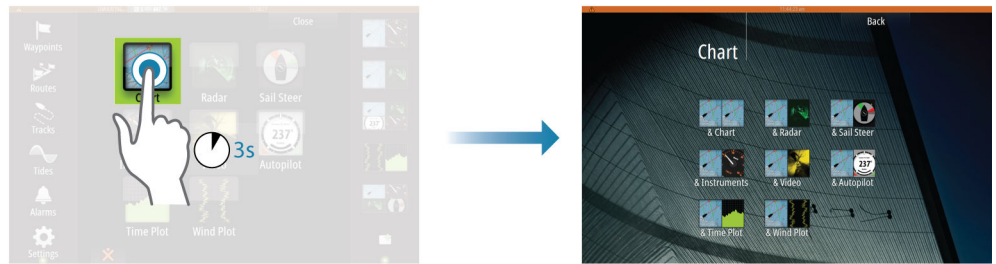 Close
Waypoints
Routes
Tracks
Tides
Alarms
Settings
Chart
Radar
Sail Steer
237°
Autopilot
3s
Time Plot
Wind Plot
Back
Chart
& Chart
& Radar
& Sail Steer
& Instruments
& Video
237°
& Autopilot
& Time Plot
& Wind Plot